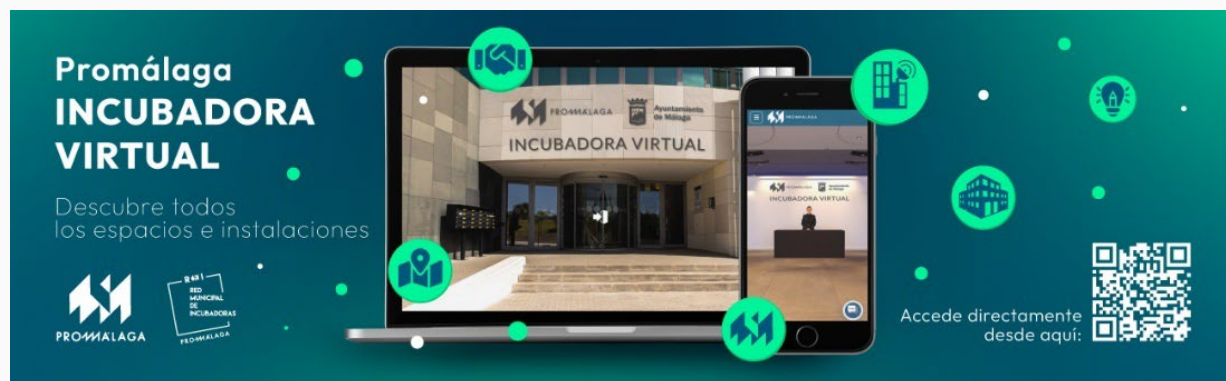 Promálaga
INCUBADORA
VIRTUAL
Descubre todos
los espacios e instalaciones
PROMÁLAGA
RED
MUNICIPAL
DE
INCUBADORAS
PROMÁLAGA
PROMÁLAGA
Ayuntamiento
de Málaga
INCUBADORA VIRTUAL
PROMÁLAGA
INCUBADORA VIRTUAL
Accede directamente
desde aquí: